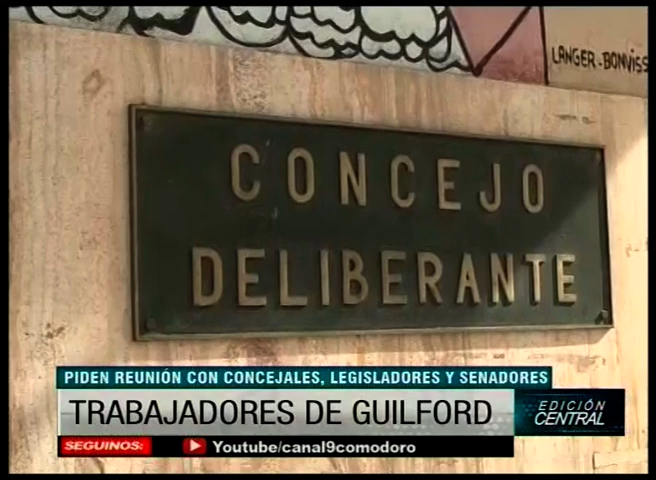 LANGER-BONVISS
CONCEJO
DELIBERANTE
PIDEN REUNIÓN CON CONCEJALES, LEGISLADORES Y SENADORES
TRABAJADORES DE GUILFORD
EDICIÓN
CENTRAL
SEGUINOS:
Youtube/canal9comodoro